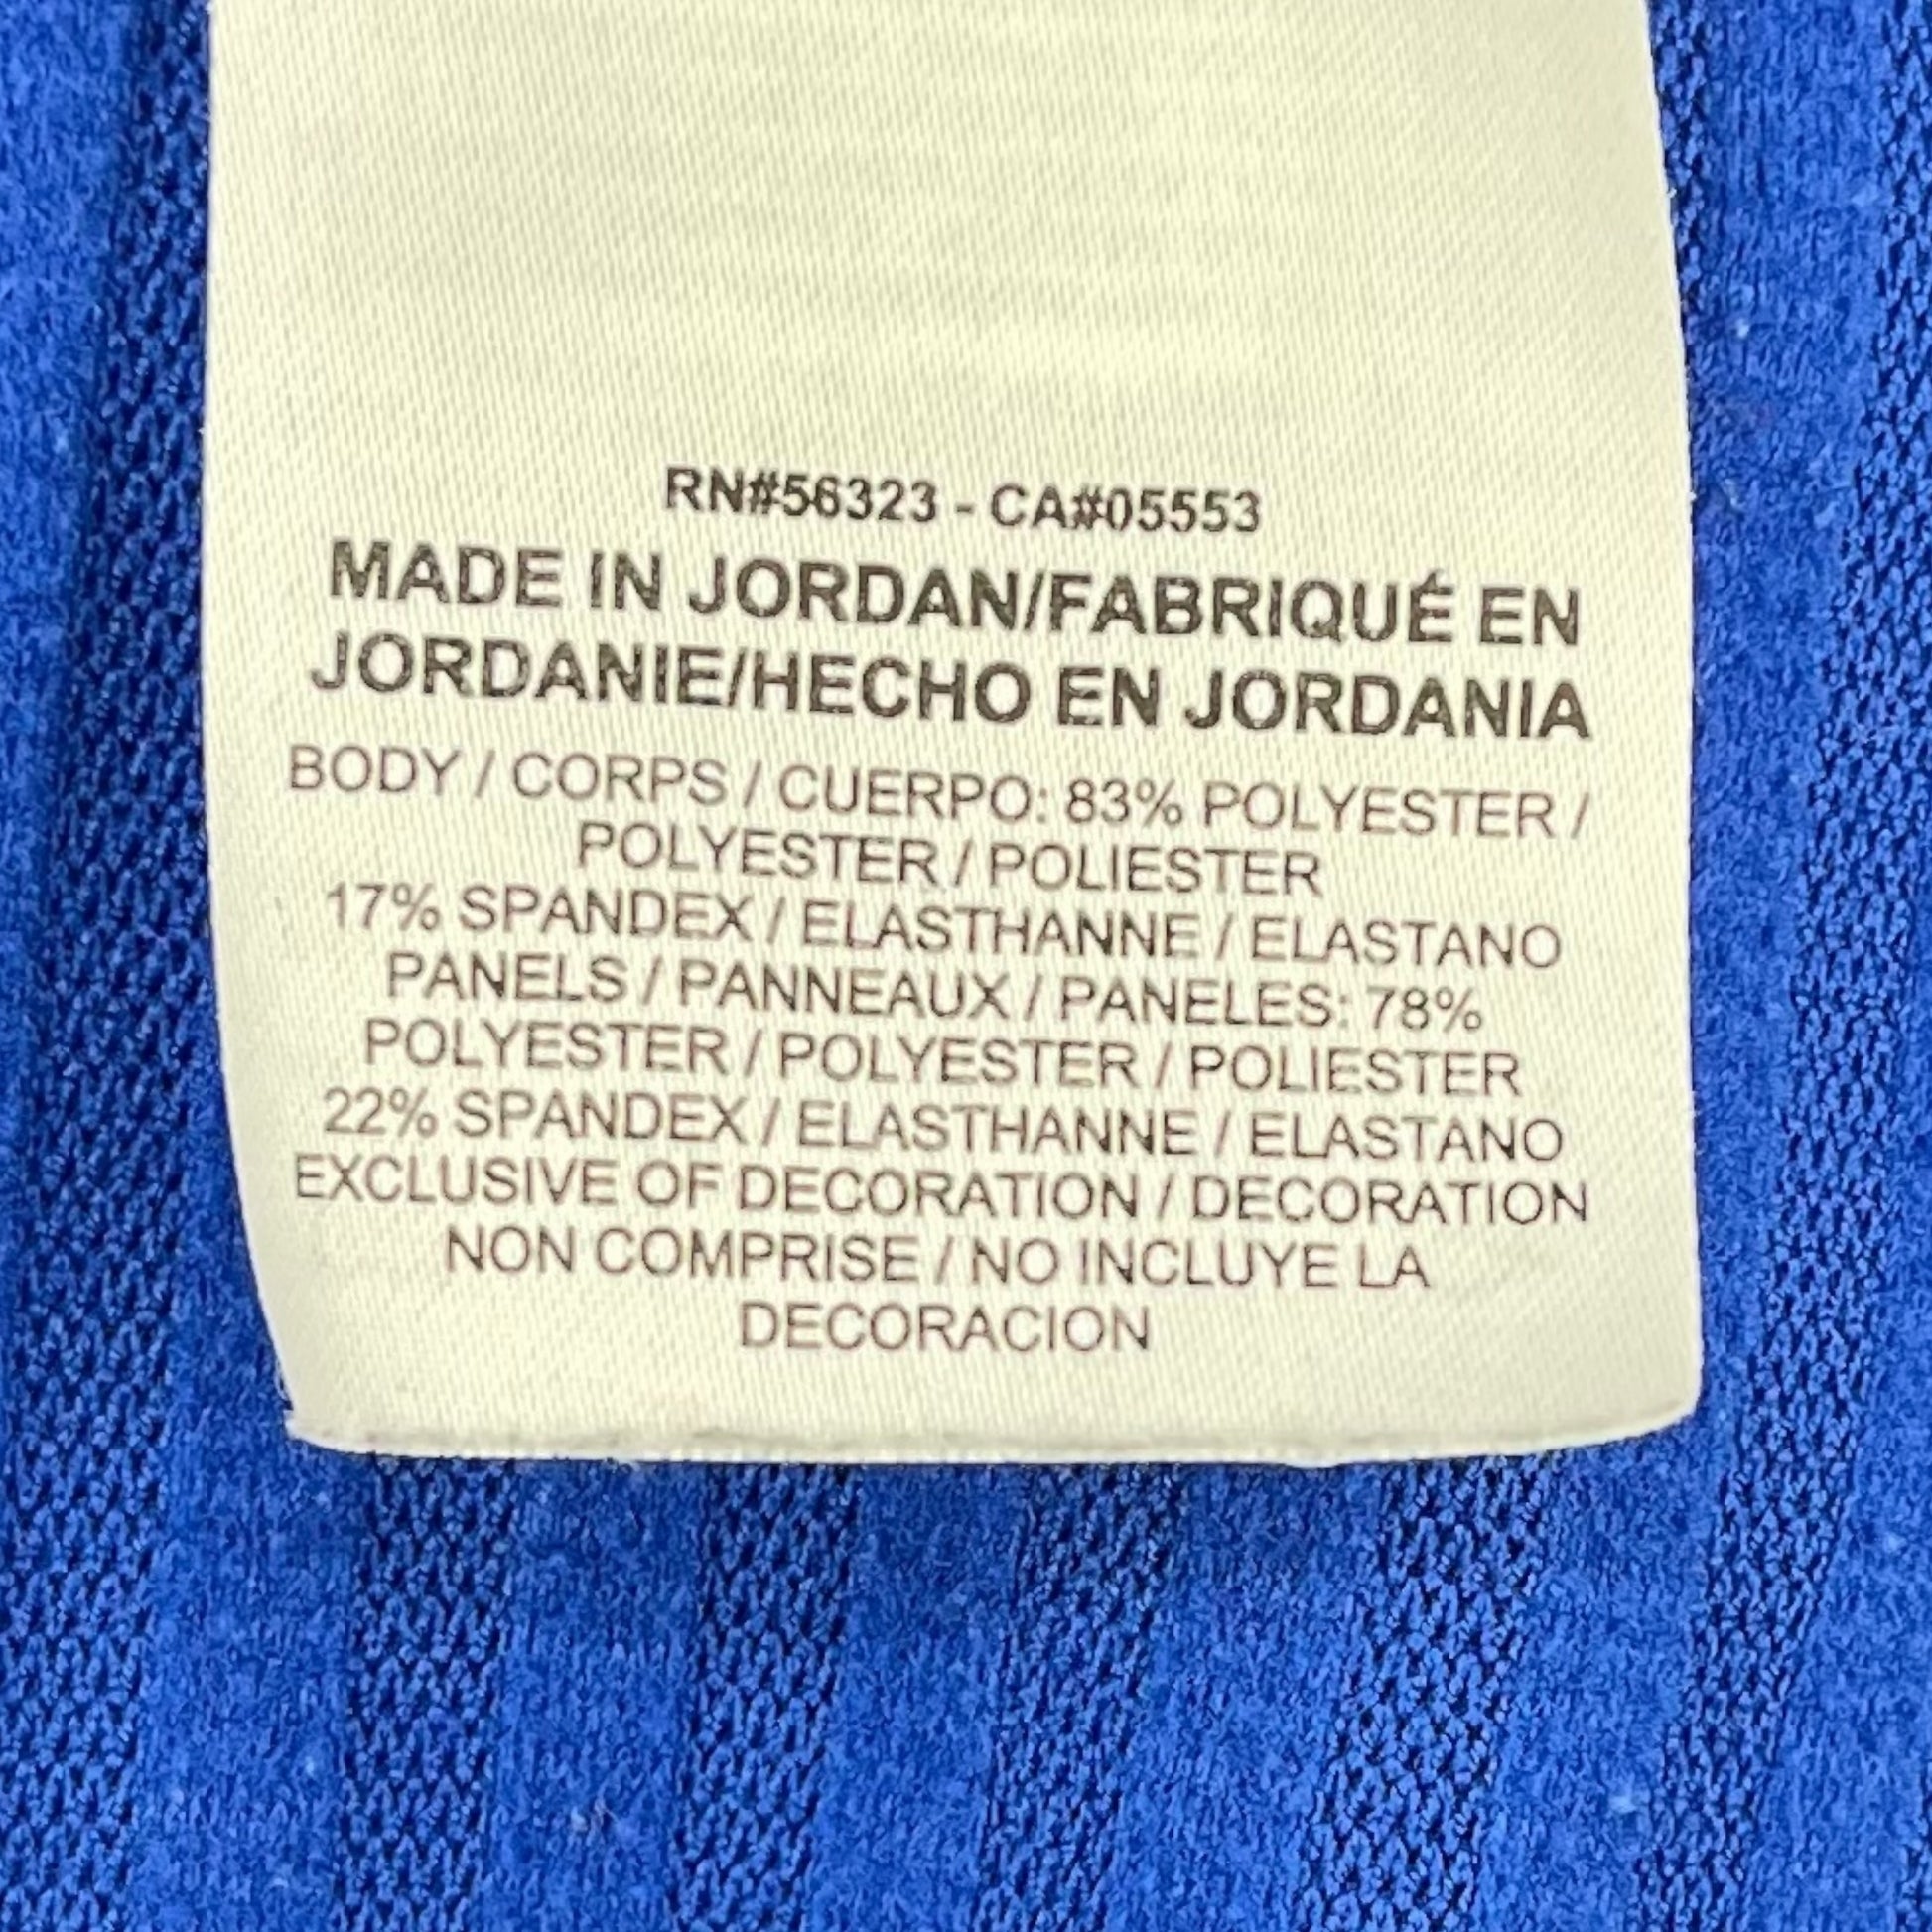 RN#56323 - CA#05553
MADE IN JORDAN/FABRIQUÉ EN
JORDANIE/HECHO EN JORDANIA
BODY / CORPS / CUERPO: 83% POLYESTER /
POLYESTER / POLIESTER
17% SPANDEX / ELASTHANNE / ELASTANO
PANELS / PANNEAUX / PANELES: 78%
POLYESTER / POLYESTER / POLIESTER
22% SPANDEX / ELASTHANNE / ELASTANO
EXCLUSIVE OF DECORATION / DECORATION
NON COMPRISE / NO INCLUYE LA
DECORACION